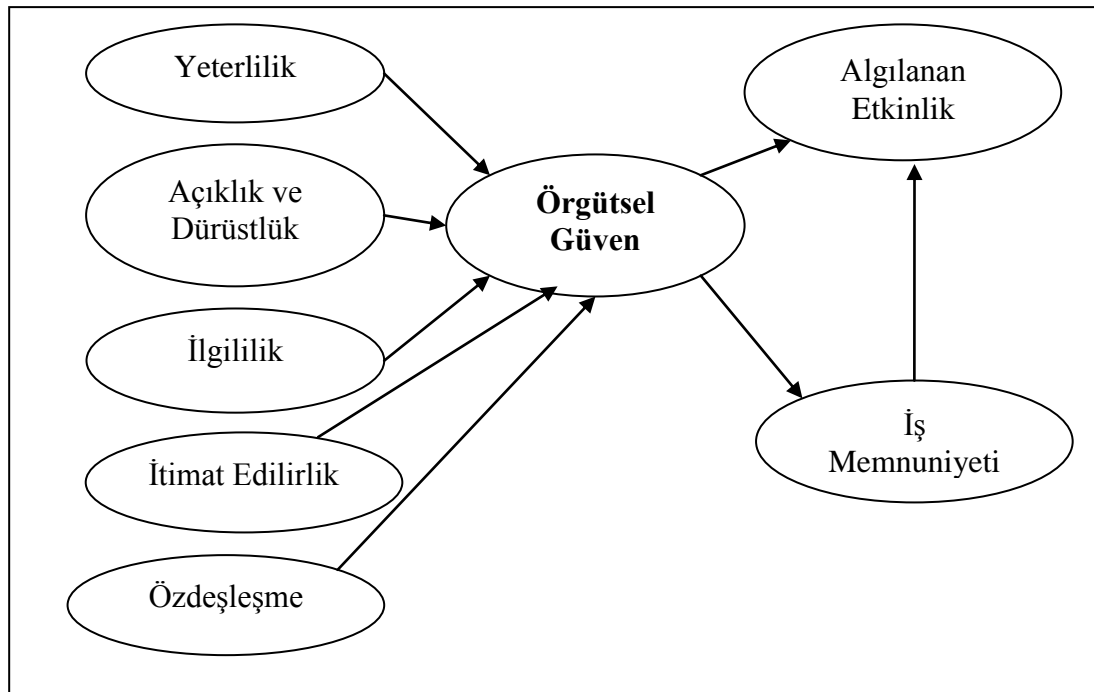 Yeterlilik
Açıklık ve
Dürüstlük
İlgililik
İtimat Edilirlik
Özdeşleşme
Örgütsel
Güven
Algılanan
Etkinlik
İş
Memnuniyeti